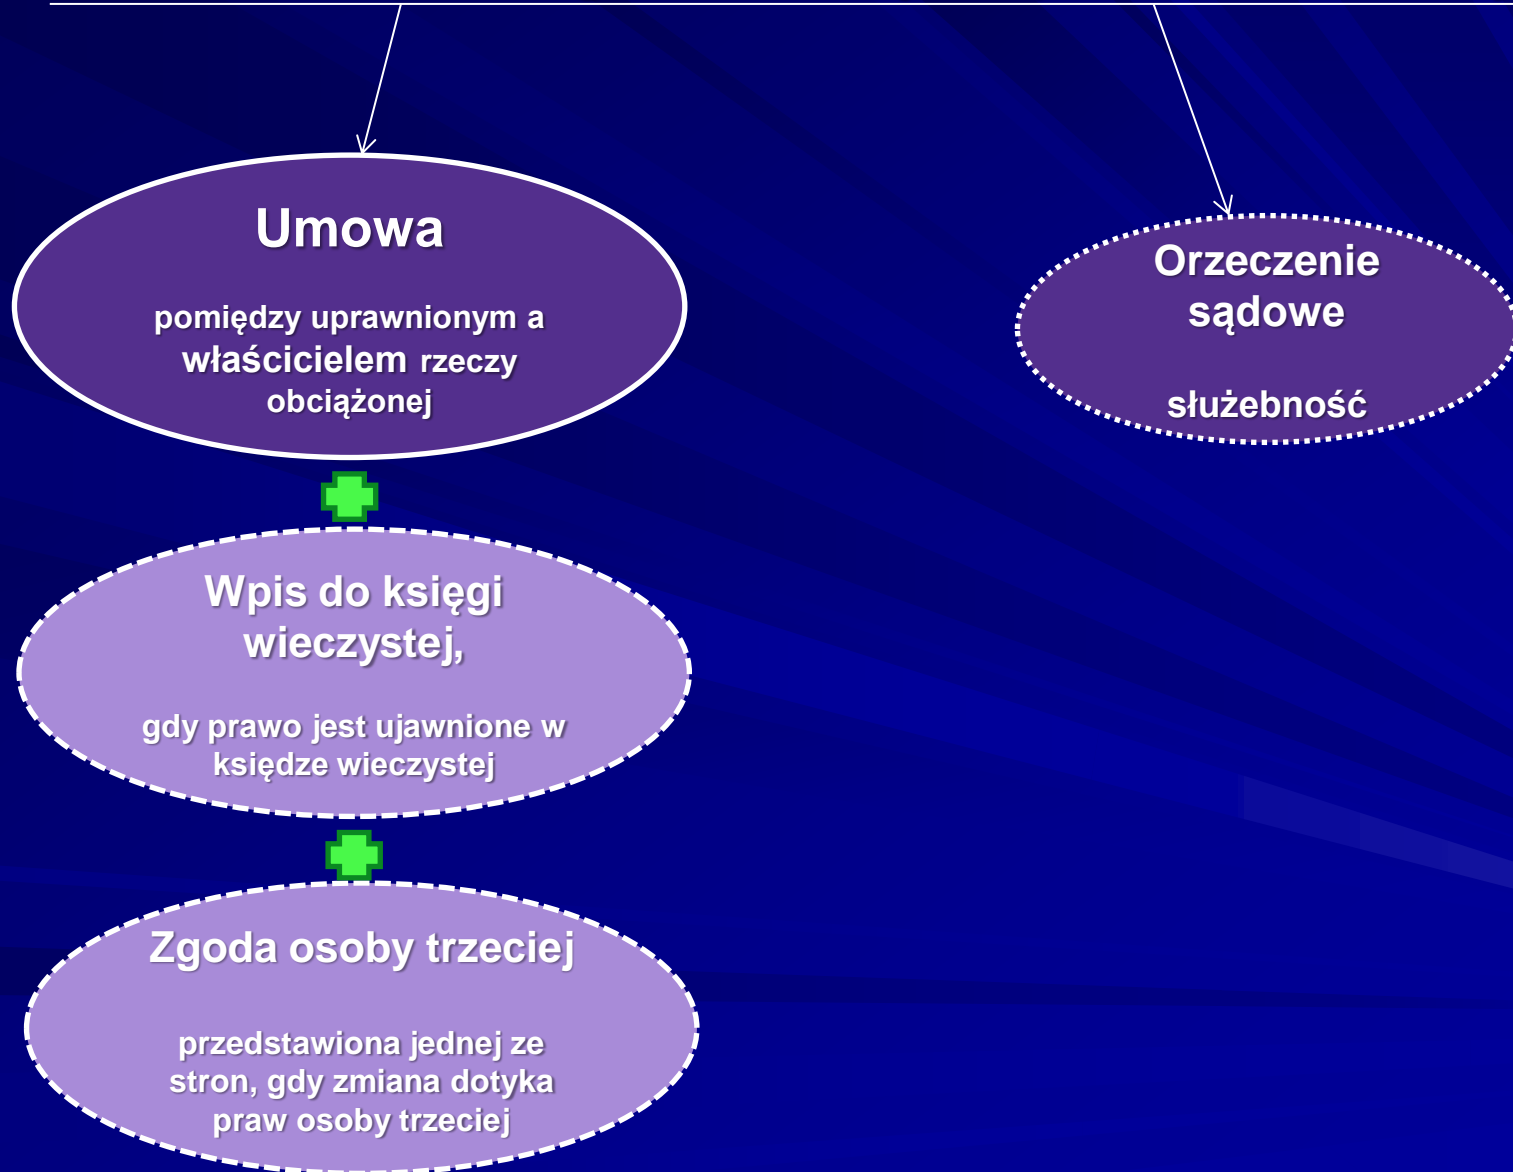 Umowa
pomiędzy uprawnionym a
właścicielem rzeczy
obciążonej
Wpis do księgi
wieczystej,
gdy prawo jest ujawnione w
księdze wieczystej
Zgoda osoby trzeciej
przedstawiona jednej ze
stron, gdy zmiana dotyka
praw osoby trzeciej
Orzeczenie
sądowe
służebność